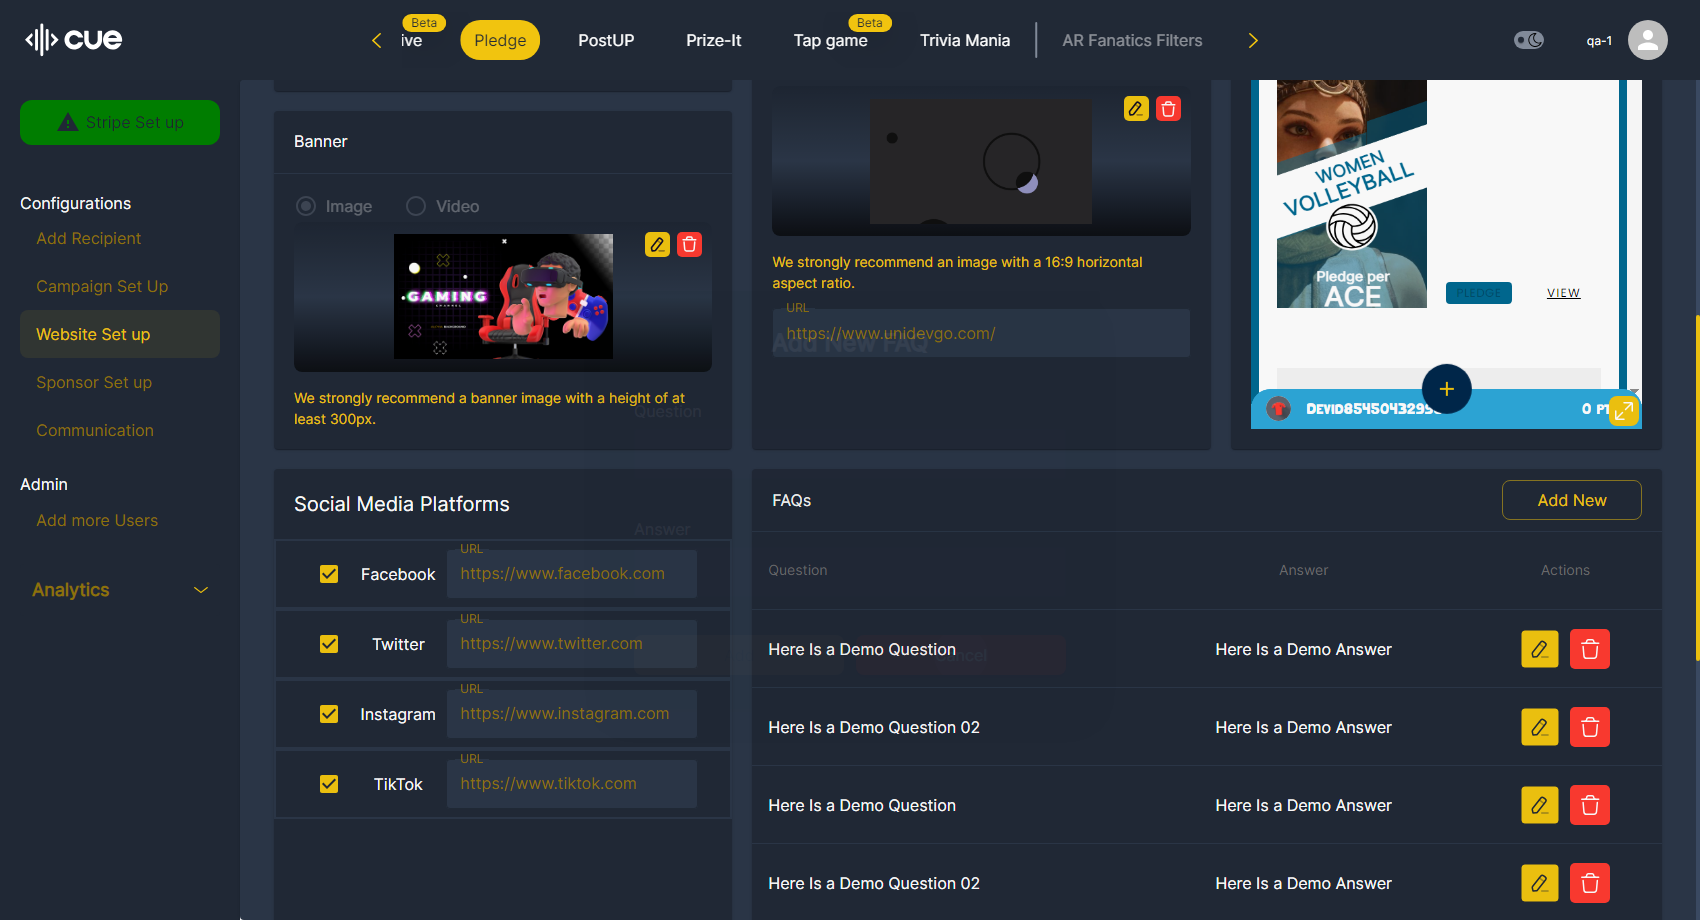 cue
Beta
ive
Pledge
PostUP
Prize-It
Beta
Tap game
Trivia Mania
AR Fanatics Filters
qa-1
Stripe Set up
Configurations
Add Recipient
Campaign Set Up
Website Set up
Sponsor Set up
Communication
Admin
Add more Users
Analytics
Banner
Image
Video
GAMING
We strongly recommend a banner image with a height of at
least 300px.
We strongly recommend an image with a 16:9 horizontal
aspect ratio.
URL
https://www.unidevgo.com/
Add New FAQ
Question
Answer
Cancel
WOMEN
VOLLEYBALL
Pledge per
ACE
PLEDGE
VIEW
0 PT
Social Media Platforms
Facebook
URL
https://www.facebook.com
Twitter
URL
https://www.twitter.com
Instagram
URL
https://www.instagram.com
TikTok
URL
https://www.tiktok.com
FAQs
Add New
Question Answer Actions
Here Is a Demo Question Here Is a Demo Answer
Here Is a Demo Question 02 Here Is a Demo Answer
Here Is a Demo Question Here Is a Demo Answer
Here Is a Demo Question 02 Here Is a Demo Answer